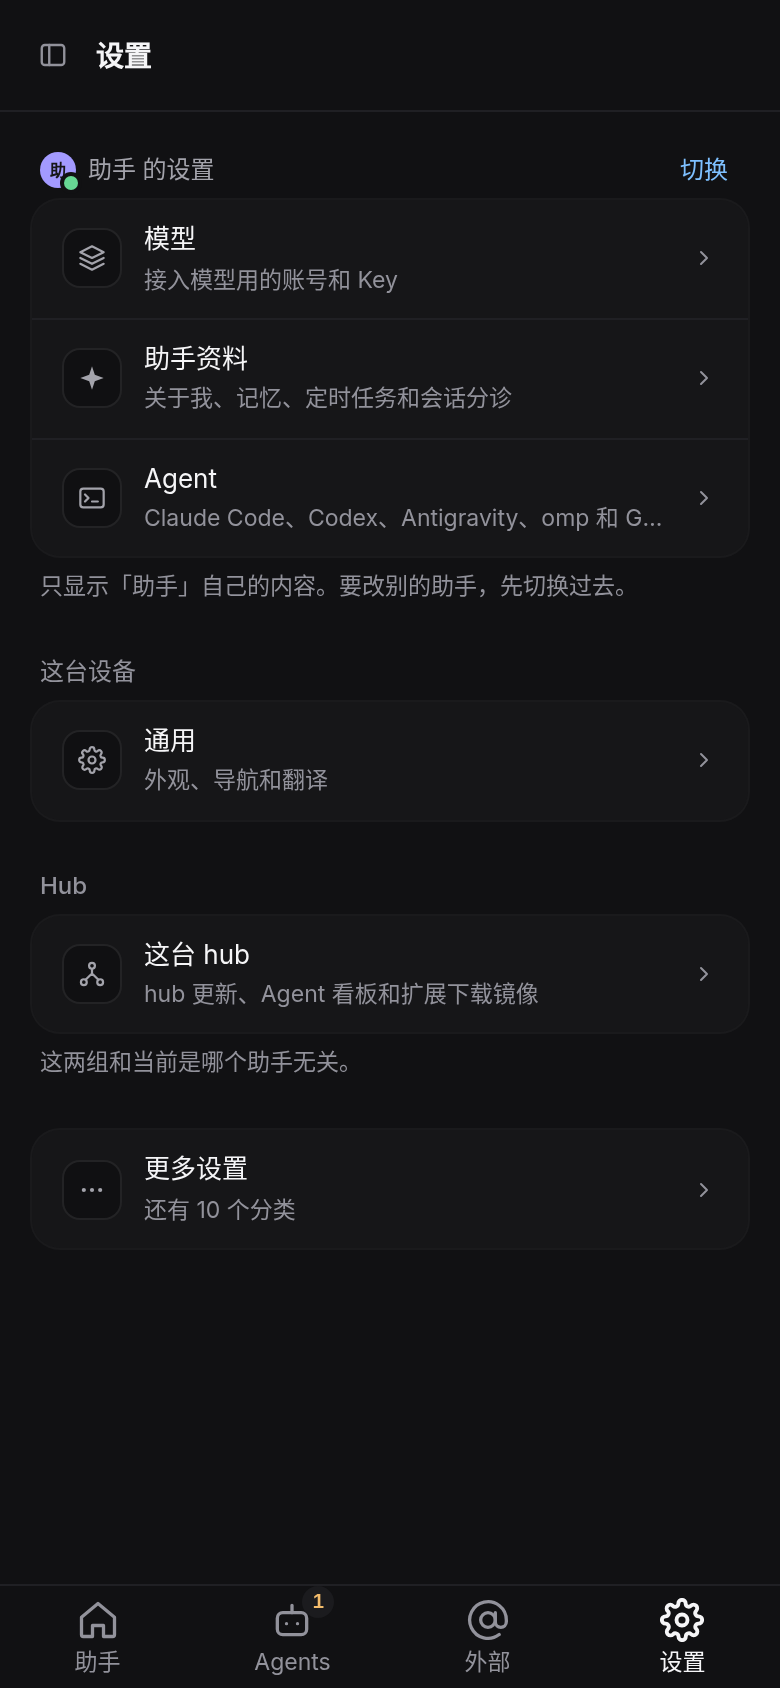 设置
助
助手 的设置
切换
模型
接入模型用的账号和 Key
助手资料
关于我、记忆、定时任务和会话分诊
Agent
Claude Code、Codex、Antigravity、omp 和 G...
只显示「助手」自己的内容。要改别的助手，先切换过去。
这台设备
通用
外观、导航和翻译
Hub
这台 hub
hub 更新、Agent 看板和扩展下载镜像
这两组和当前是哪个助手无关。
更多设置
还有 10 个分类
1
助手
Agents
外部
设置